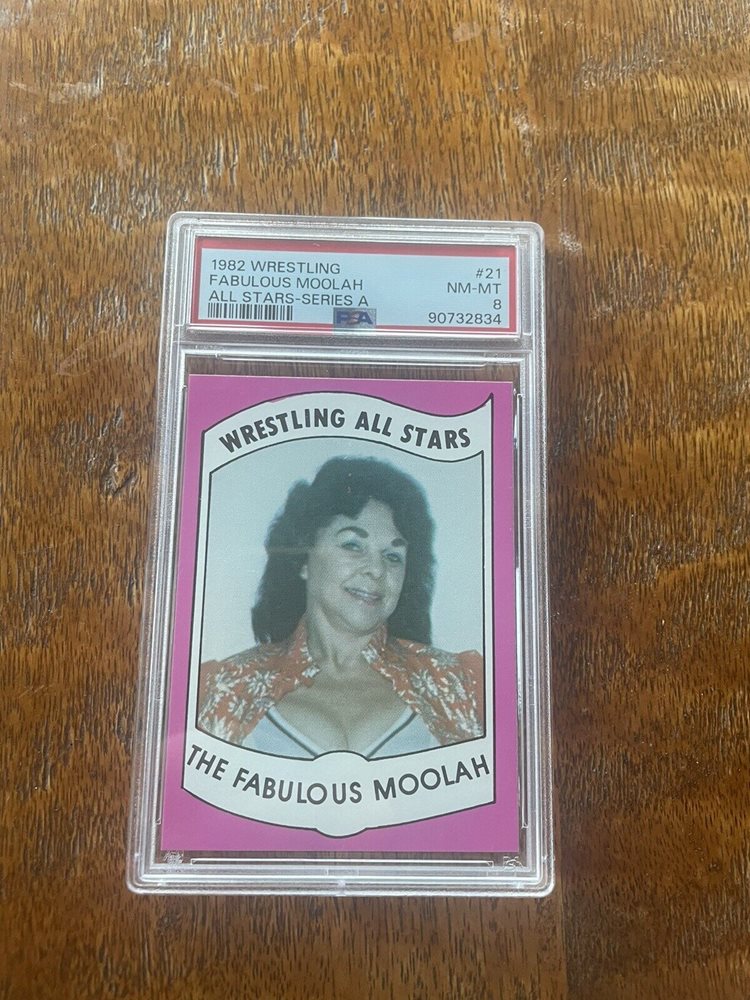 1982 WRESTLING #21
FABULOUS MOOLAH NM-MT
ALL STARS-SERIES A 8
PSA 90732834
WRESTLING ALL STARS
THE FABULOUS MOOLAH